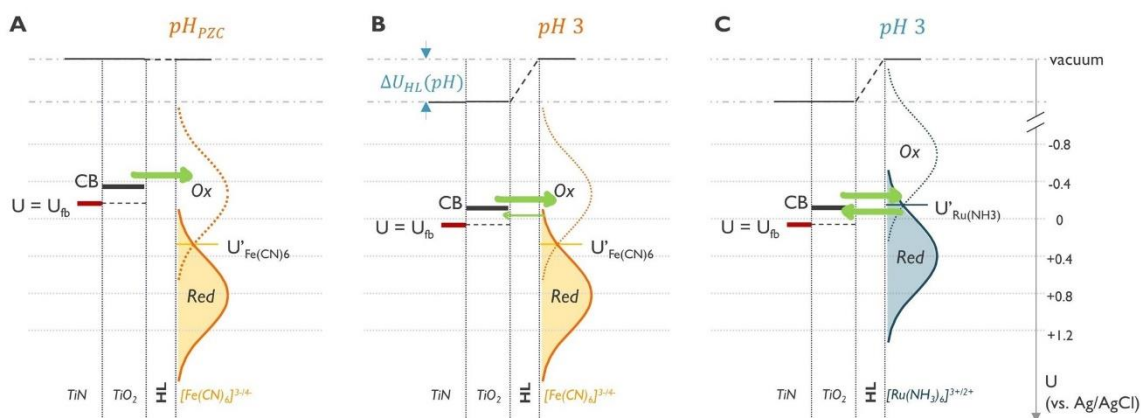 A
pH_PZC
B
pH 3
C
pH 3
ΔU_HL(pH)
Vacuum
-0.8
-0.4
0
+0.4
+0.8
+1.2
U
(vs. Ag/AgCl)
CB
U = U_fb
Ox
U'_Fe(CN)6
Red
TiN
TiO₂
HL
[Fe(CN)₆]³⁻ᐟ⁴⁻
CB
U = U_fb
Ox
U'_Fe(CN)6
Red
TiN
TiO₂
HL
[Fe(CN)₆]³⁻ᐟ⁴⁻
CB
U = U_fb
Ox
U'_Ru(NH3)
Red
TiN
TiO₂
HL
[Ru(NH₃)₆]³⁺ᐟ²⁺